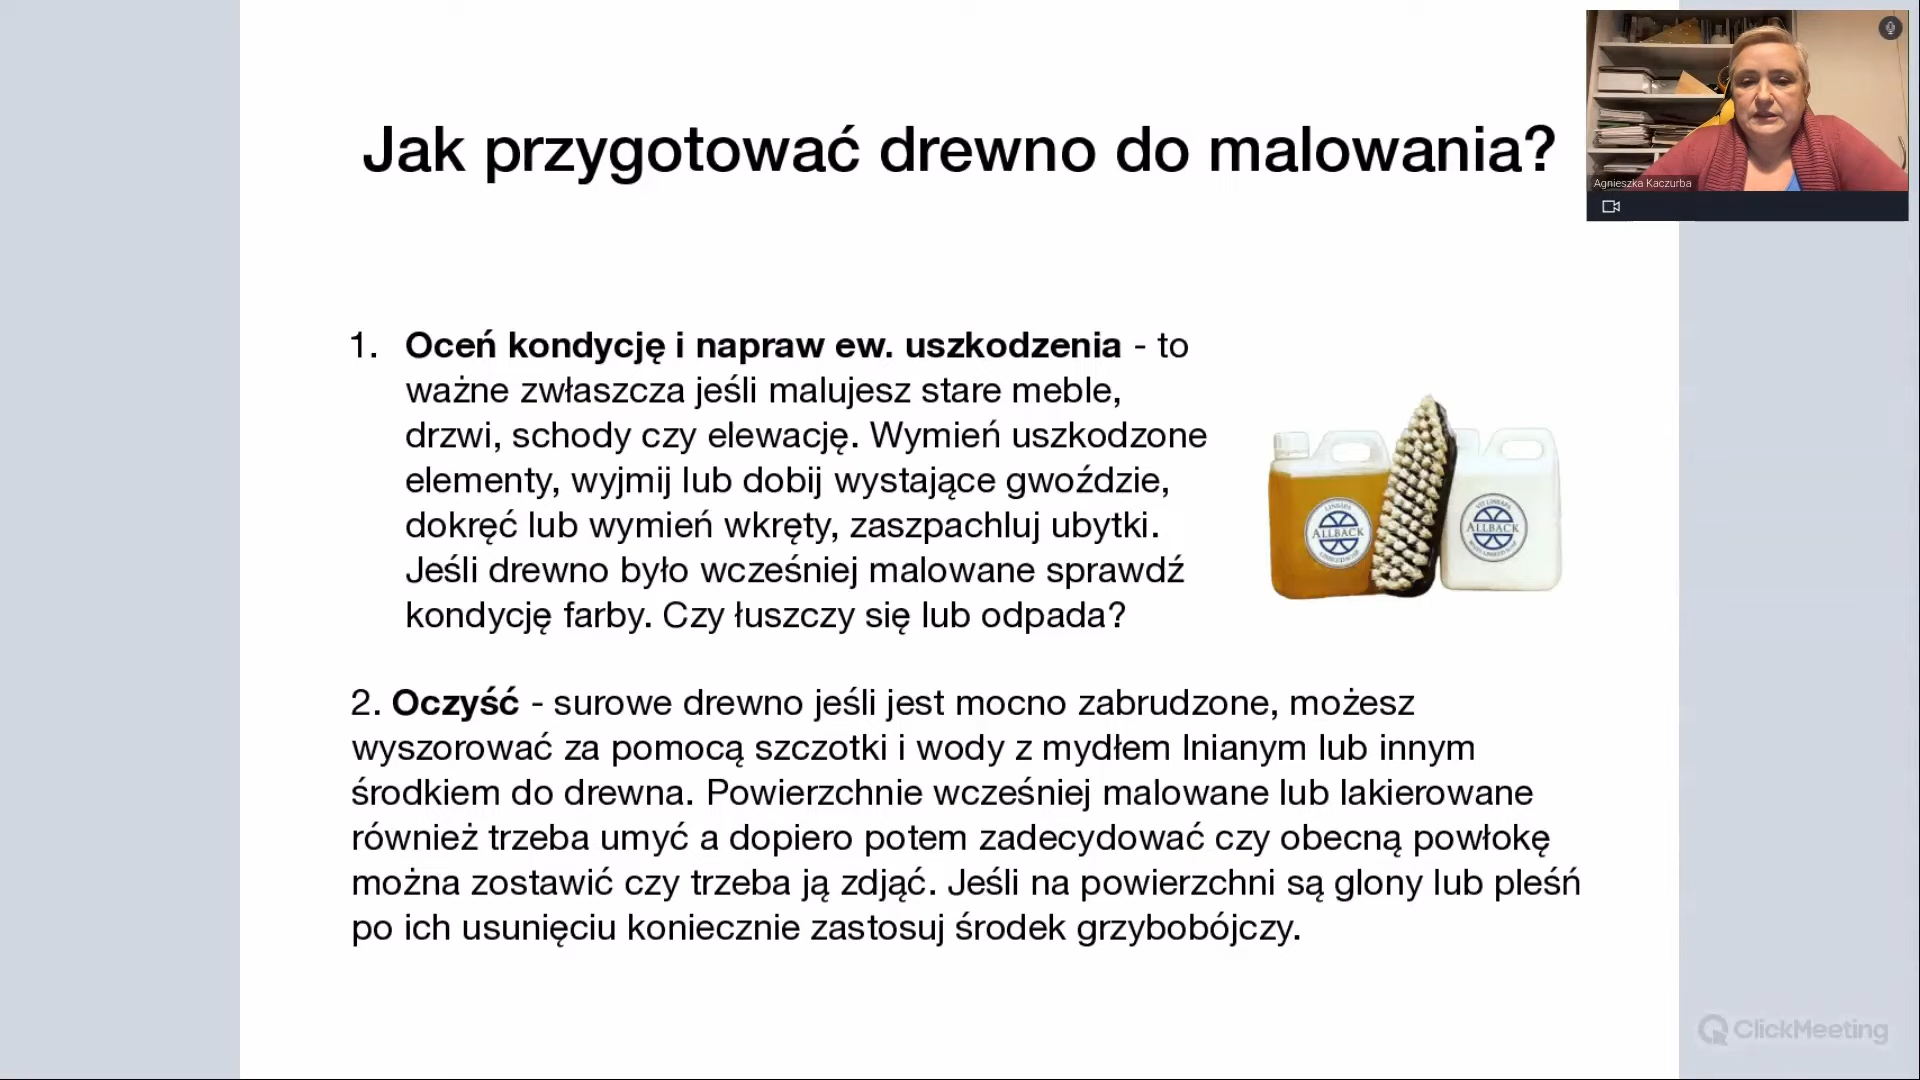 Jak przygotować drewno do malowania?
Agnieszka Kaczurba
1. Oceń kondycję i napraw ew. uszkodzenia - to
ważne zwłaszcza jeśli malujesz stare meble,
drzwi, schody czy elewację. Wymień uszkodzone
elementy, wyjmij lub dobij wystające gwoździe,
dokręć lub wymień wkręty, zaszpachluj ubytki.
Jeśli drewno było wcześniej malowane sprawdź
kondycję farby. Czy łuszczy się lub odpada?
ALLBACK
ALLBACK
2. Oczyść - surowe drewno jeśli jest mocno zabrudzone, możesz
wyszorować za pomocą szczotki i wody z mydłem lnianym lub innym
środkiem do drewna. Powierzchnie wcześniej malowane lub lakierowane
również trzeba umyć a dopiero potem zadecydować czy obecną powłokę
można zostawić czy trzeba ją zdjąć. Jeśli na powierzchni są glony lub pleśń
po ich usunięciu koniecznie zastosuj środek grzybobójczy.
ClickMeeting